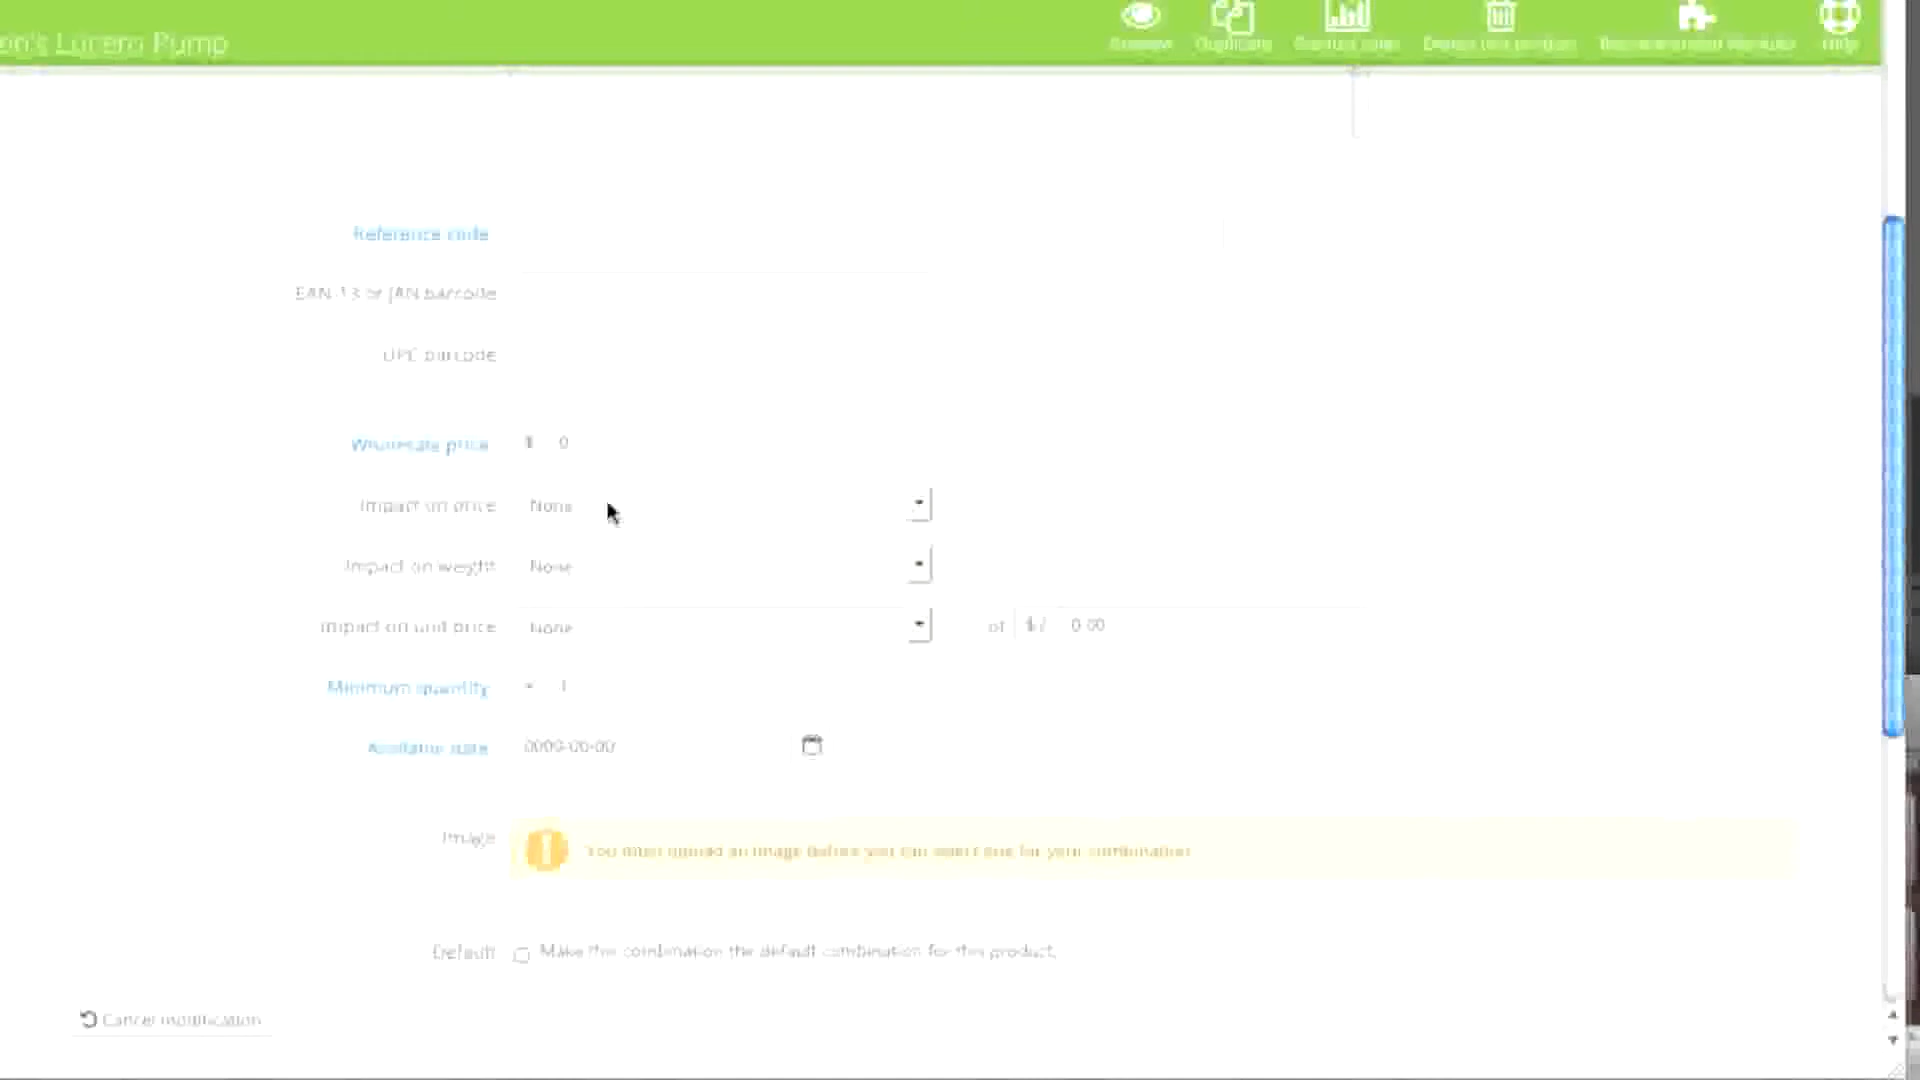 en's Lucero Pump
Preview Duplicate Product sales Delete this product Recommended Modules Help
Reference code
EAN-13 or JAN barcode
UPC barcode
Wholesale price $ 0
Impact on price None
Impact on weight None
Impact on unit price None of $ / 0.00
Minimum quantity × 1
Available date 0000-00-00
Image You must upload an image before you can select one for your combination.
Default Make this combination the default combination for this product.
Cancel modification